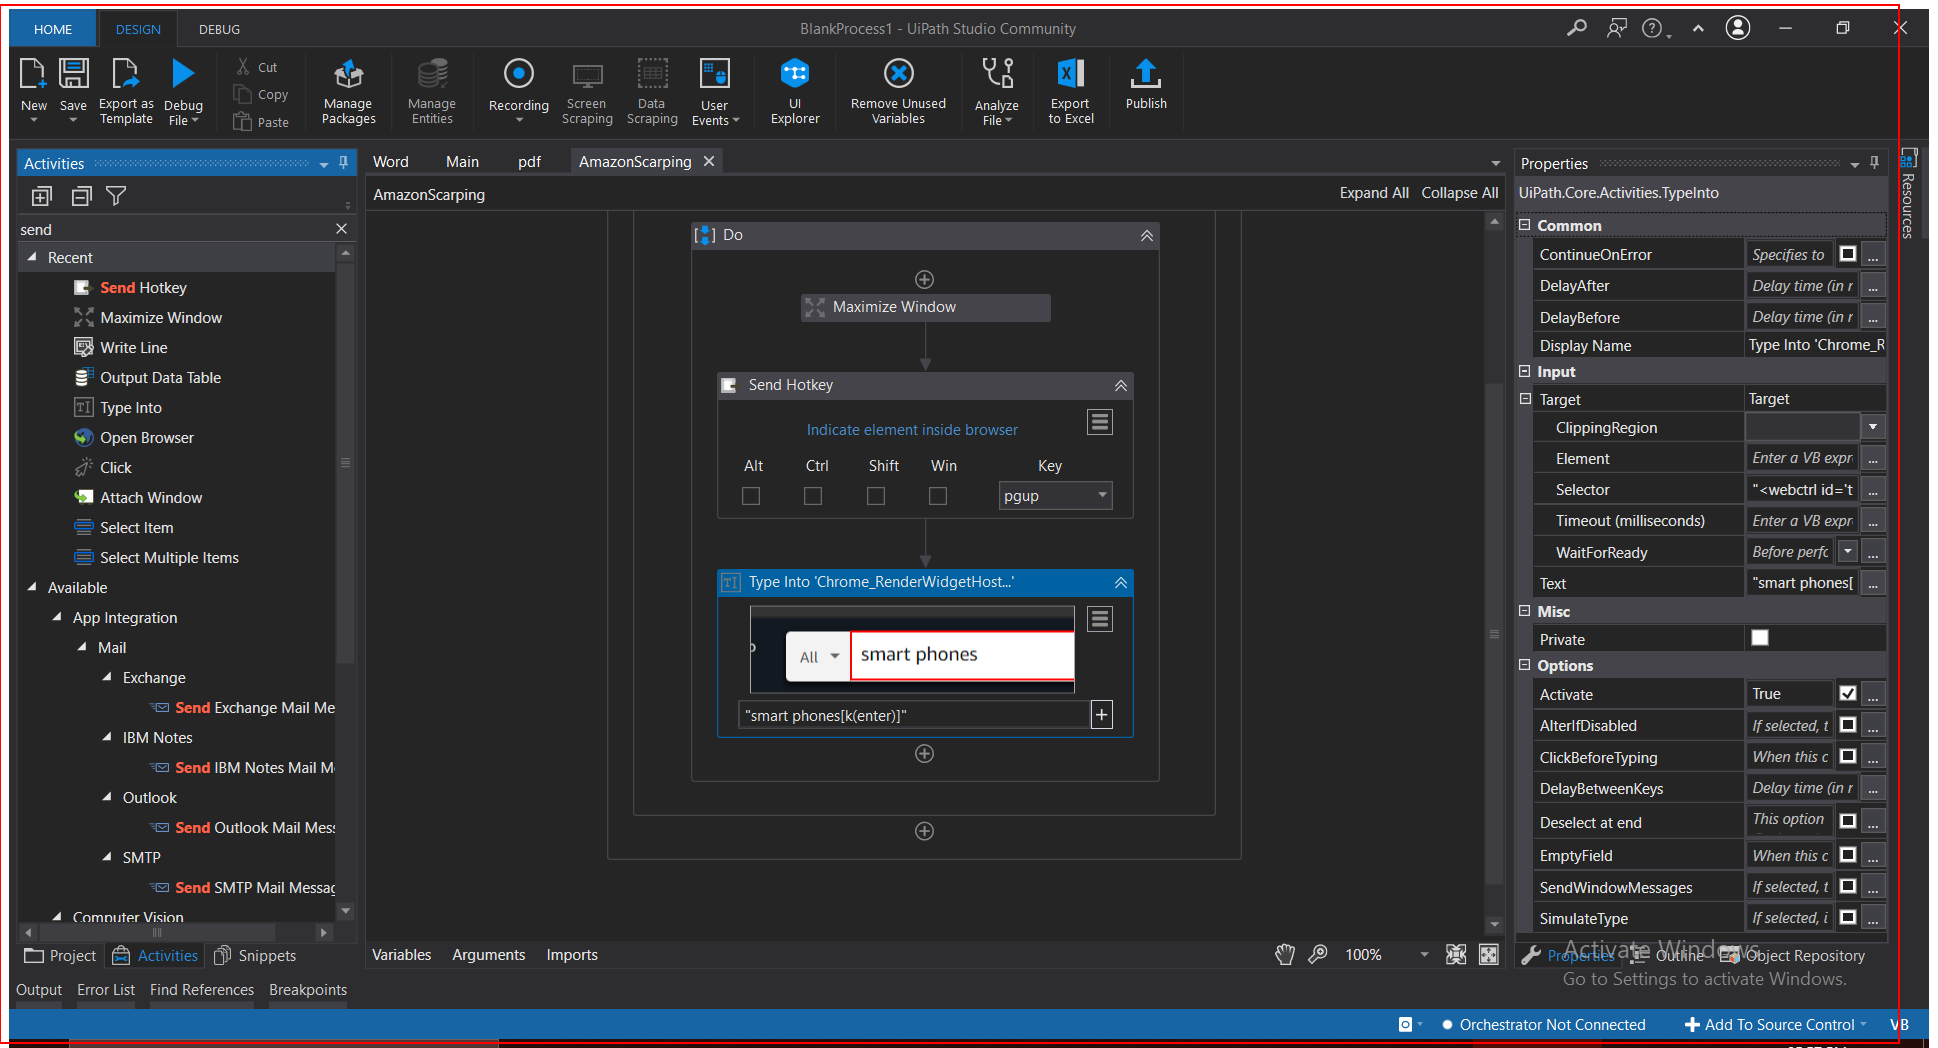 HOME DESIGN DEBUG BlankProcess1 - UiPath Studio Community
New Save Export as Template Debug File Cut Copy Paste Manage Packages Manage Entities Recording Screen Scraping Data Scraping User Events UI Explorer Remove Unused Variables Analyze File Export to Excel Publish
Activities
send
Recent
Send Hotkey
Maximize Window
Write Line
Output Data Table
Type Into
Open Browser
Click
Attach Window
Select Item
Select Multiple Items
Available
App Integration
Mail
Exchange
Send Exchange Mail Me
IBM Notes
Send IBM Notes Mail M
Outlook
Send Outlook Mail Mess
SMTP
Send SMTP Mail Messag
Computer Vision
Project Activities Snippets
Word Main pdf AmazonScarping
AmazonScarping Expand All Collapse All
Do
Maximize Window
Send Hotkey
Indicate element inside browser
Alt Ctrl Shift Win Key
pgup
Type Into 'Chrome_RenderWidgetHost...'
All smart phones
"smart phones[k(enter)]"
Variables Arguments Imports 100%
Properties
UiPath.Core.Activities.TypeInto
Common
ContinueOnError Specifies to ...
DelayAfter Delay time (in r ...
DelayBefore Delay time (in r ...
Display Name Type Into 'Chrome_R
Input
Target Target
ClippingRegion
Element Enter a VB expr ...
Selector "<webctrl id='t ...
Timeout (milliseconds) Enter a VB expr ...
WaitForReady Before perfc ...
Text "smart phones[ ...
Misc
Private
Options
Activate True ...
AlterIfDisabled If selected, t ...
ClickBeforeTyping When this c ...
DelayBetweenKeys Delay time (in r ...
Deselect at end This option ...
EmptyField When this c ...
SendWindowMessages If selected, t ...
SimulateType If selected, i ...
Properties Outline Object Repository
Resources
Activate Windows
Go to Settings to activate Windows.
Output Error List Find References Breakpoints
Orchestrator Not Connected Add To Source Control VB